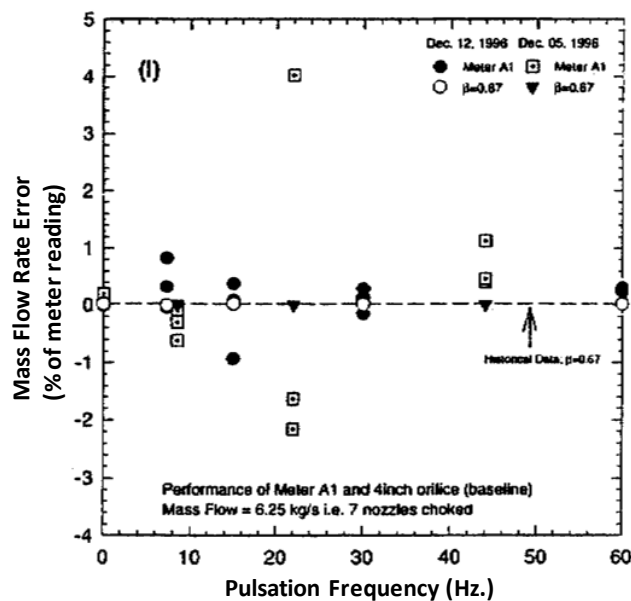 5
4
3
2
1
0
-1
-2
-3
-4
(l)
Dec. 12, 1996 Dec. 05, 1996
Meter A1 Meter A1
β=0.67 β=0.67
Historical Data, β=0.67
Performance of Meter A1 and 4inch orifice (baseline)
Mass Flow = 6.25 kg/s i.e. 7 nozzles choked
0 10 20 30 40 50 60
Pulsation Frequency (Hz.)
Mass Flow Rate Error
(% of meter reading)